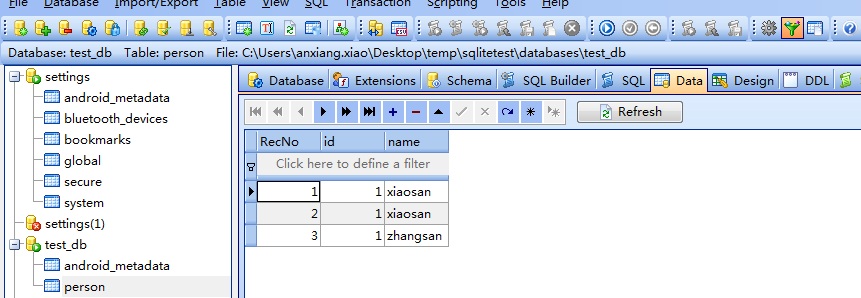 File Database Import/Export Table View SQL Transaction Scripting Tools Help
Database: test_db Table: person File: C:\Users\anxiang.xiao\Desktop\temp\sqlitetest\databases\test_db
settings
android_metadata
bluetooth_devices
bookmarks
global
secure
system
settings(1)
test_db
android_metadata
person
Database Extensions Schema SQL Builder SQL Data Design DDL
Refresh
RecNo id name
Click here to define a filter
1 1 xiaosan
2 1 xiaosan
3 1 zhangsan